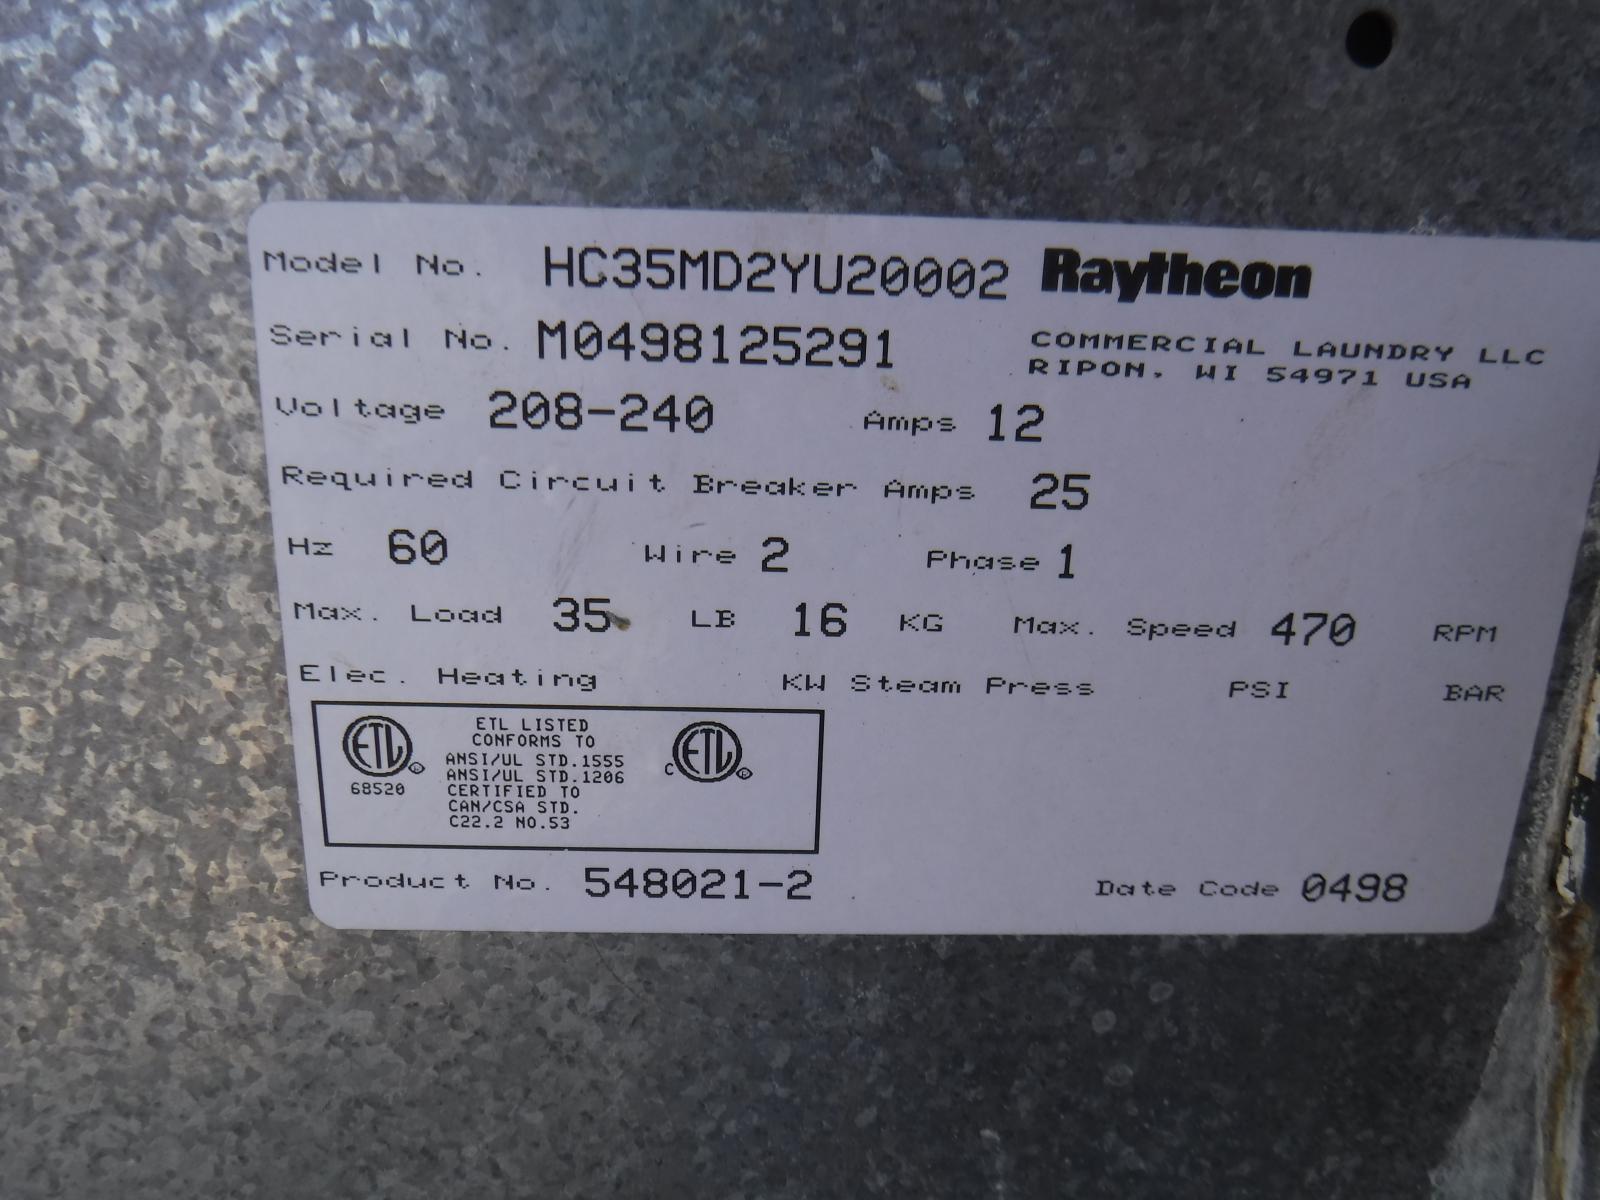 Model No. HC35MD2YU20002 Raytheon
Serial No. M0498125291
COMMERCIAL LAUNDRY LLC
RIPON, WI 54971 USA
Voltage 208-240 Amps 12
Required Circuit Breaker Amps 25
Hz 60 Wire 2 Phase 1
Max. Load 35 LB 16 KG Max. Speed 470 RPM
Elec. Heating KW Steam Press PSI BAR
ETL LISTED
CONFORMS TO
ANSI/UL STD.1555
ANSI/UL STD.1206
CERTIFIED TO
CAN/CSA STD.
C22.2 NO.53
ETL ®
68520
C ETL ®
Product No. 548021-2 Date Code 0498